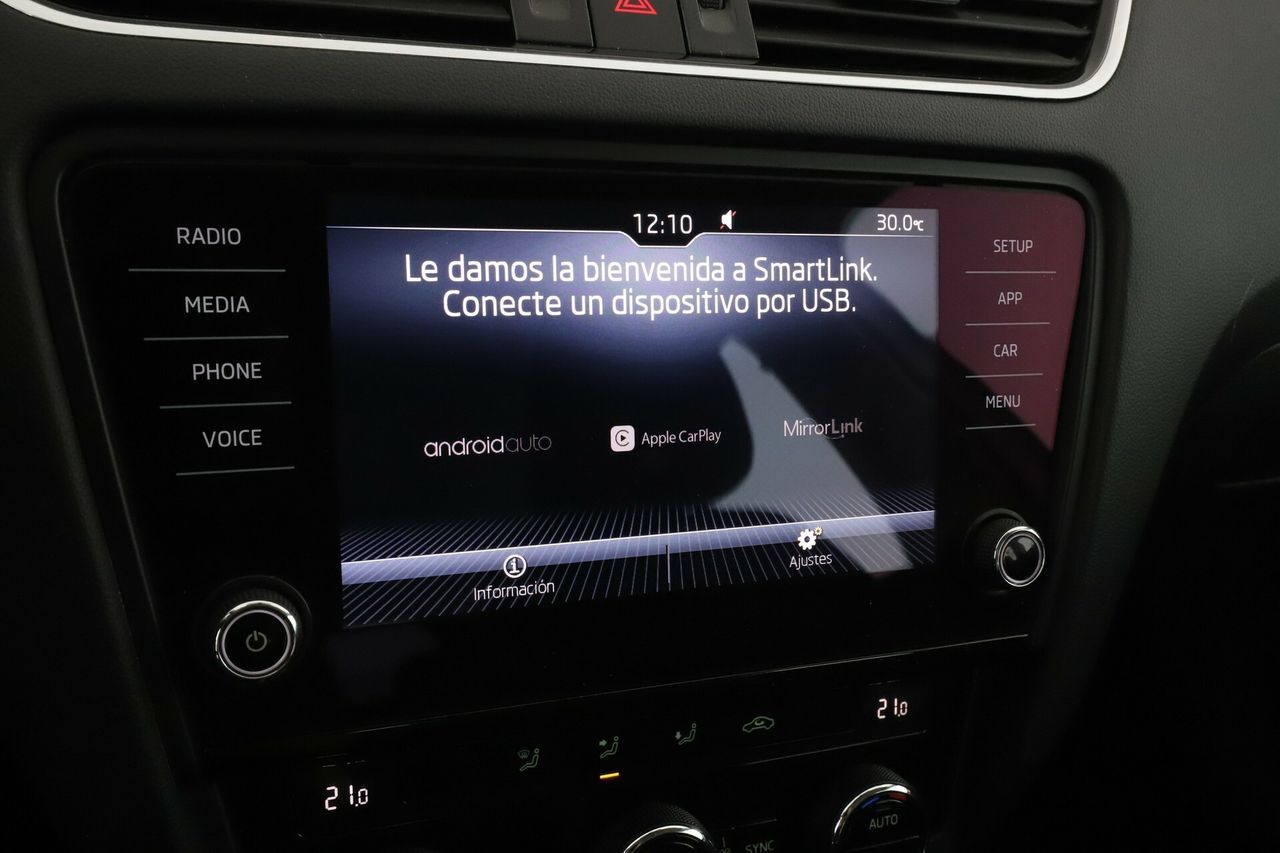 12:10
30.0°C
RADIO
MEDIA
PHONE
VOICE
Le damos la bienvenida a SmartLink.
Conecte un dispositivo por USB.
androidauto
Apple CarPlay
MirrorLink
Información
Ajustes
SETUP
APP
CAR
MENU
21.0
21.0
AUTO
SYNC